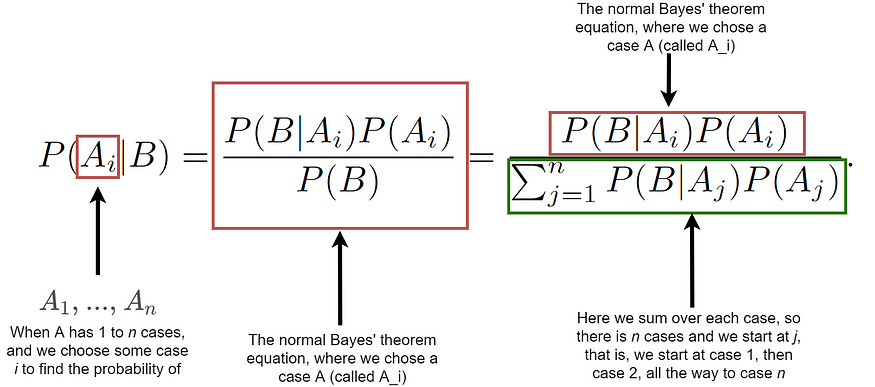 The normal Bayes' theorem
equation, where we chose a
case A (called A_i)
P(A_i|B) = \frac{P(B|A_i)P(A_i)}{P(B)} = \frac{P(B|A_i)P(A_i)}{\sum_{j=1}^{n} P(B|A_j)P(A_j)}.
A_1, ..., A_n
When A has 1 to n cases,
and we choose some case
i to find the probability of
The normal Bayes' theorem
equation, where we chose a
case A (called A_i)
Here we sum over each case, so
there is n cases and we start at j,
that is, we start at case 1, then
case 2, all the way to case n